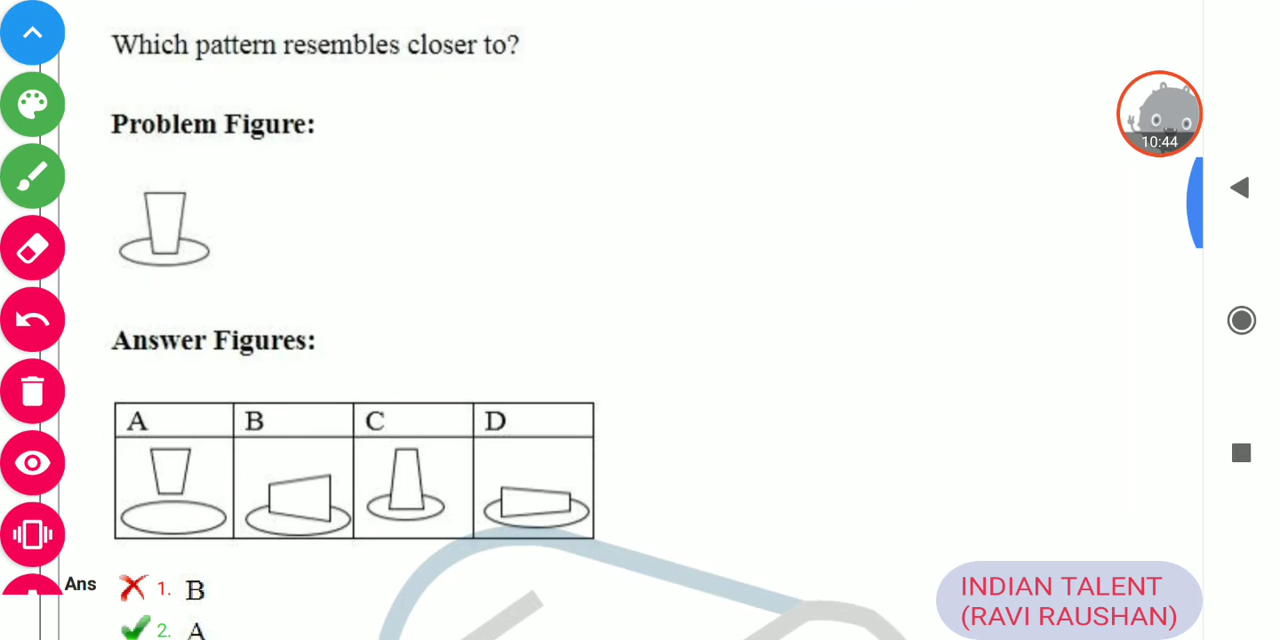 Which pattern resembles closer to?
10:44
Problem Figure:
Answer Figures:
A B C D
Ans 1. B
2. A
INDIAN TALENT
(RAVI RAUSHAN)